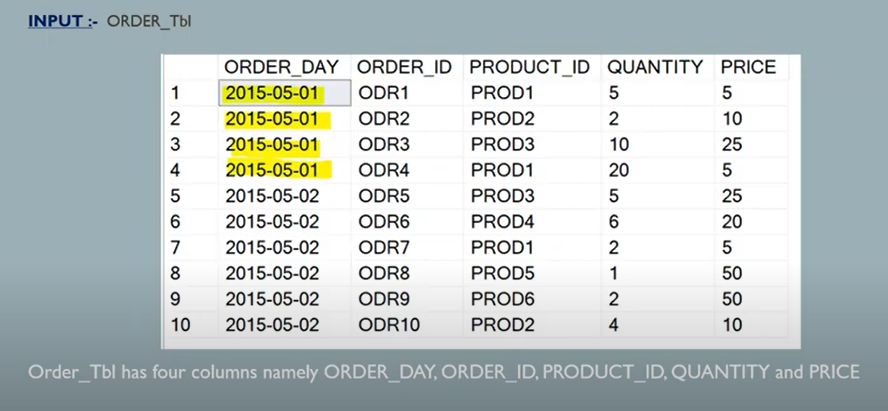 INPUT :- ORDER_Tbl
ORDER_DAY ORDER_ID PRODUCT_ID QUANTITY PRICE
1 2015-05-01 ODR1 PROD1 5 5
2 2015-05-01 ODR2 PROD2 2 10
3 2015-05-01 ODR3 PROD3 10 25
4 2015-05-01 ODR4 PROD1 20 5
5 2015-05-02 ODR5 PROD3 5 25
6 2015-05-02 ODR6 PROD4 6 20
7 2015-05-02 ODR7 PROD1 2 5
8 2015-05-02 ODR8 PROD5 1 50
9 2015-05-02 ODR9 PROD6 2 50
10 2015-05-02 ODR10 PROD2 4 10
Order_Tbl has four columns namely ORDER_DAY, ORDER_ID, PRODUCT_ID, QUANTITY and PRICE